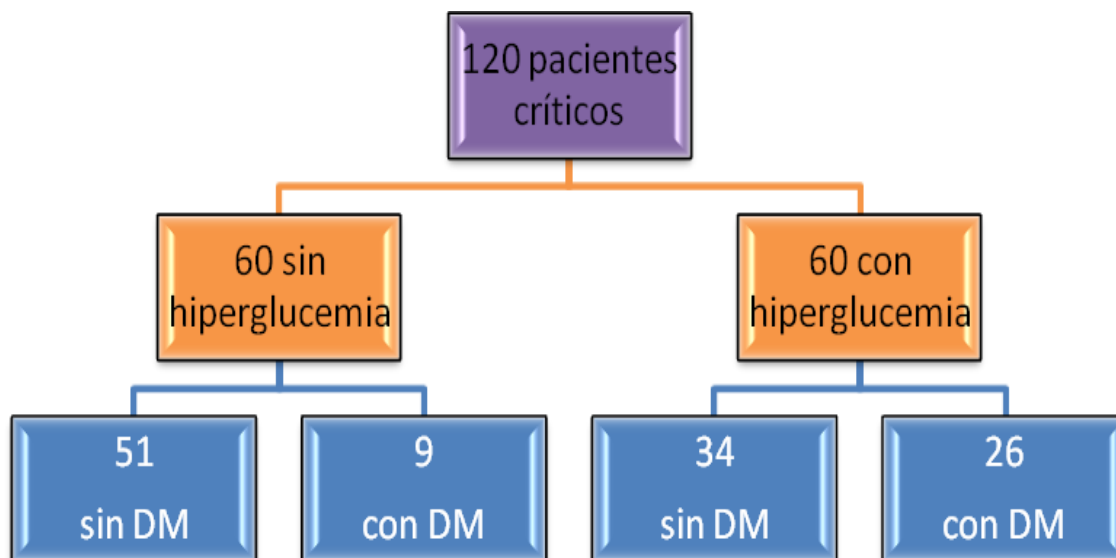 120 pacientes
críticos
60 sin
hiperglucemia
60 con
hiperglucemia
51
sin DM
9
con DM
34
sin DM
26
con DM